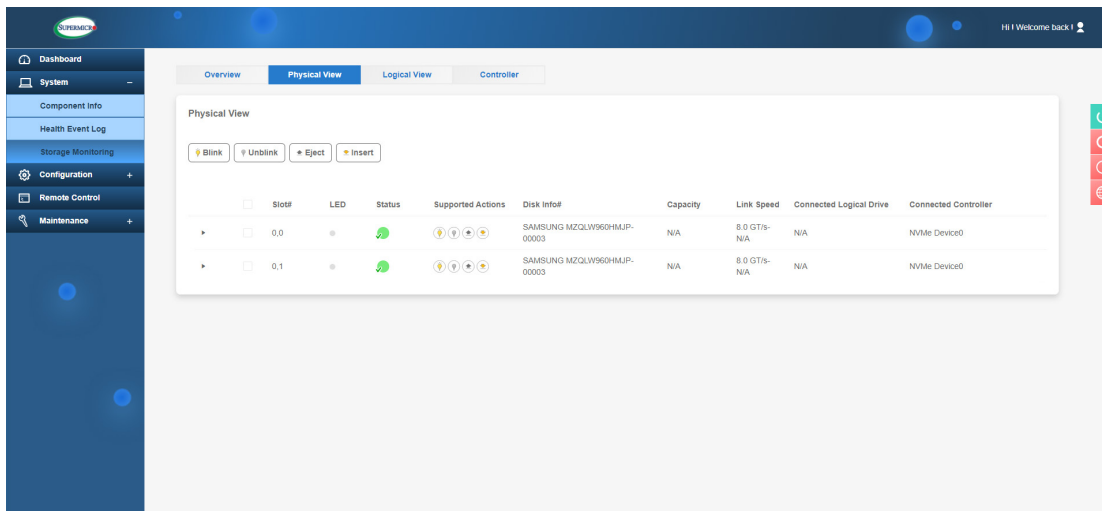 SUPERMICR
Hi ! Welcome back !
Dashboard
System –
Component Info
Health Event Log
Storage Monitoring
Configuration +
Remote Control
Maintenance +
Overview Physical View Logical View Controller
Physical View
Blink Unblink Eject Insert
Slot# LED Status Supported Actions Disk Info# Capacity Link Speed Connected Logical Drive Connected Controller
0,0 SAMSUNG MZQLW960HMJP-00003 N/A 8.0 GT/s-N/A N/A NVMe Device0
0,1 SAMSUNG MZQLW960HMJP-00003 N/A 8.0 GT/s-N/A N/A NVMe Device0